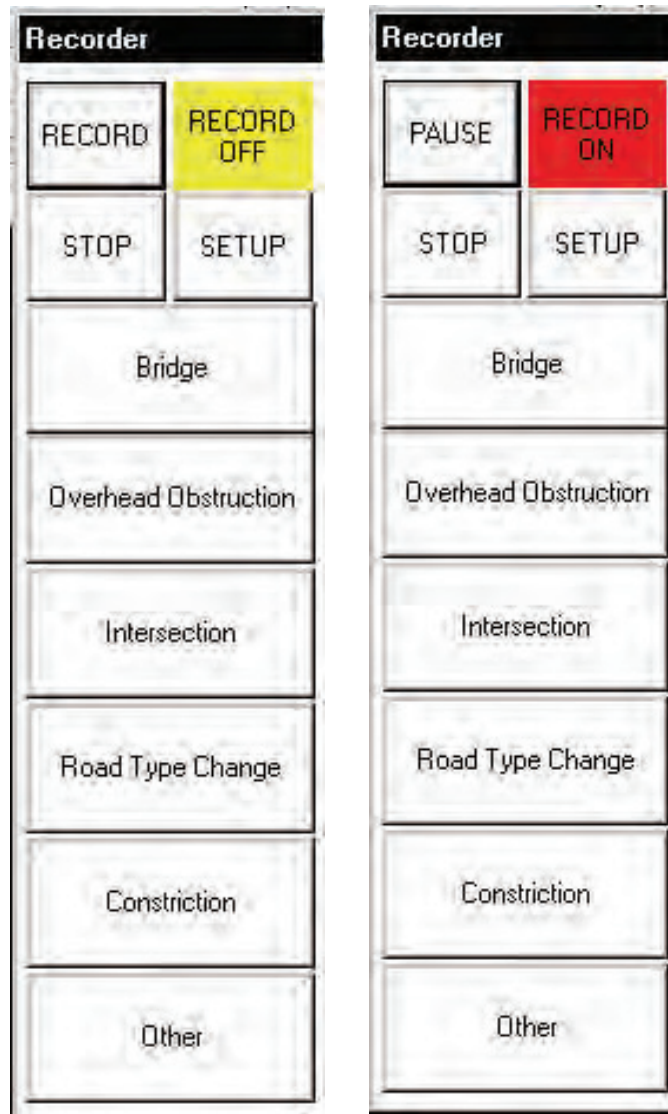 Recorder
RECORD
RECORD
OFF
STOP
SETUP
Bridge
Overhead Obstruction
Intersection
Road Type Change
Constriction
Other
Recorder
PAUSE
RECORD
ON
STOP
SETUP
Bridge
Overhead Obstruction
Intersection
Road Type Change
Constriction
Other